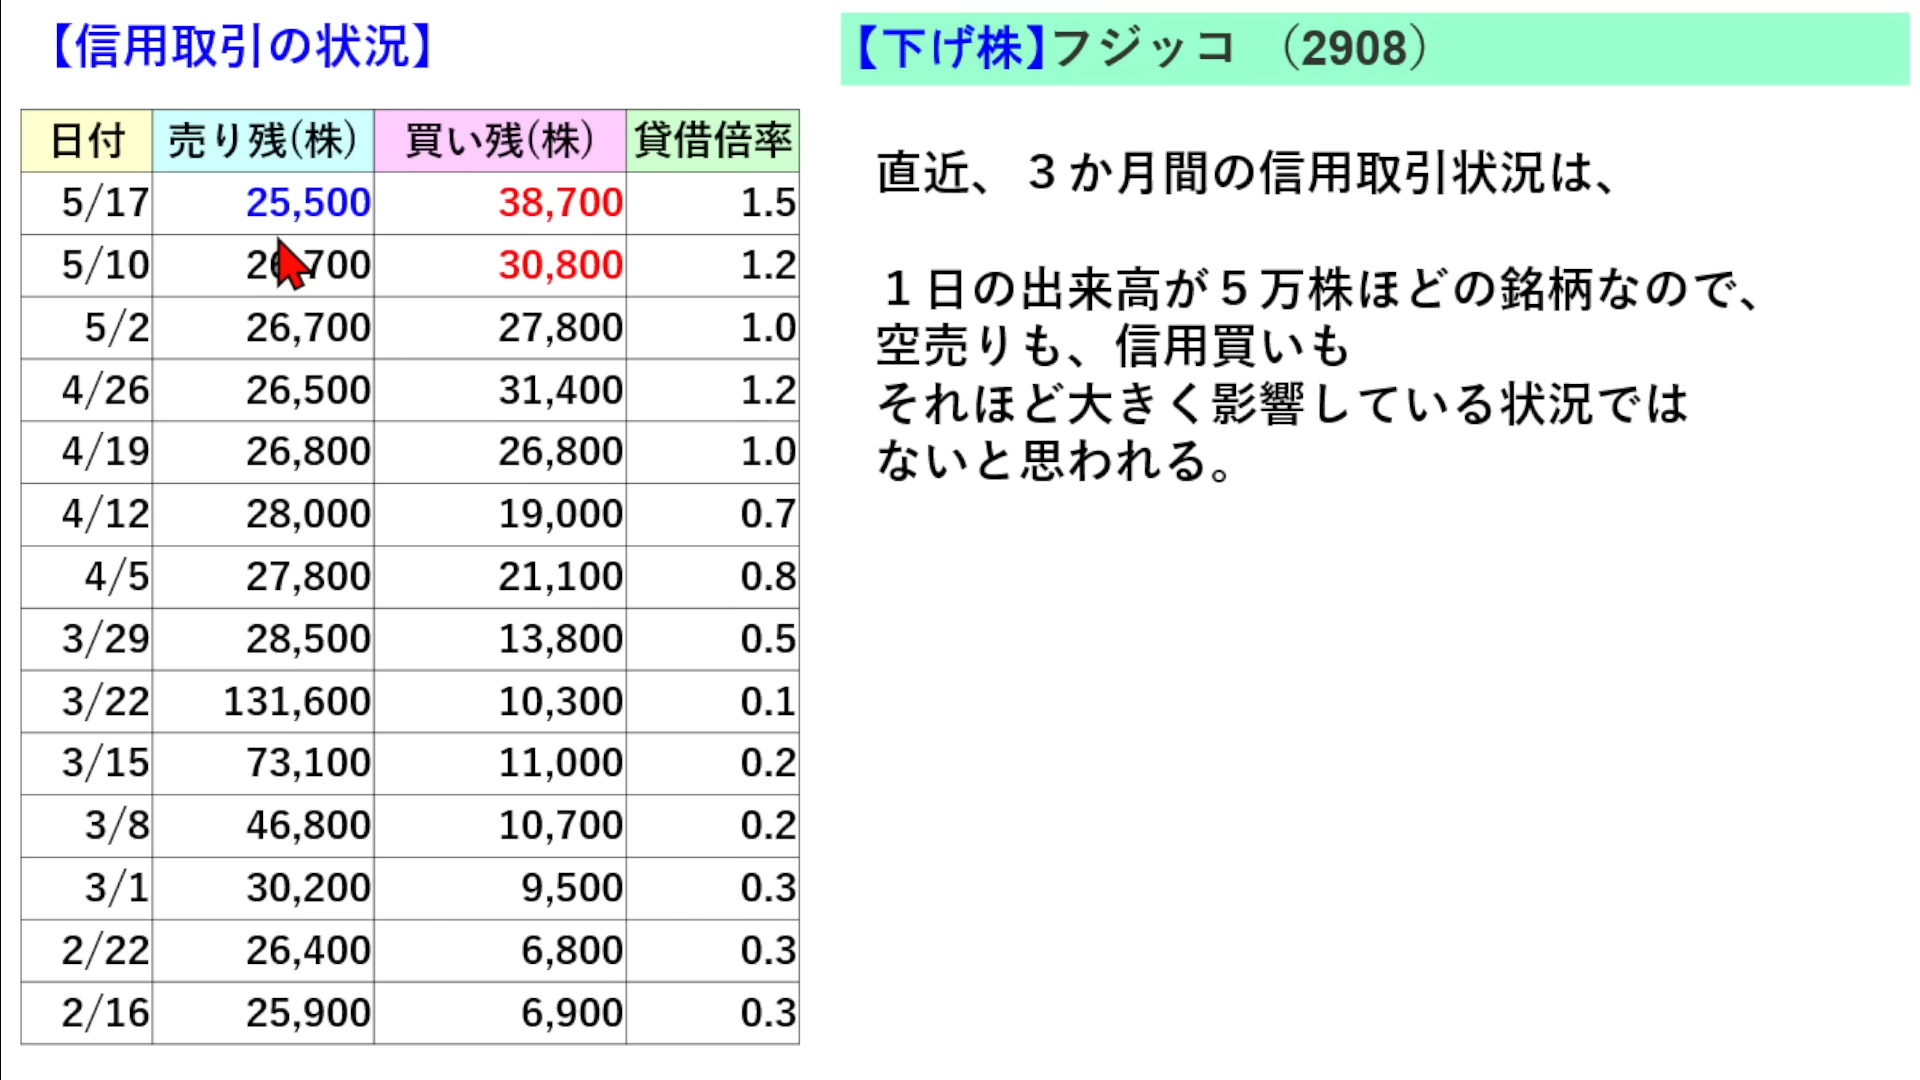 【信用取引の状況】
日付 売り残(株) 買い残(株) 貸借倍率
5/17 25,500 38,700 1.5
5/10 700 30,800 1.2
5/2 26,700 27,800 1.0
4/26 26,500 31,400 1.2
4/19 26,800 26,800 1.0
4/12 28,000 19,000 0.7
4/5 27,800 21,100 0.8
3/29 28,500 13,800 0.5
3/22 131,600 10,300 0.1
3/15 73,100 11,000 0.2
3/8 46,800 10,700 0.2
3/1 30,200 9,500 0.3
2/22 26,400 6,800 0.3
2/16 25,900 6,900 0.3
【下げ株】フジッコ （2908）
直近、３か月間の信用取引状況は、
１日の出来高が５万株ほどの銘柄なので、
空売りも、信用買いも
それほど大きく影響している状況では
ないと思われる。